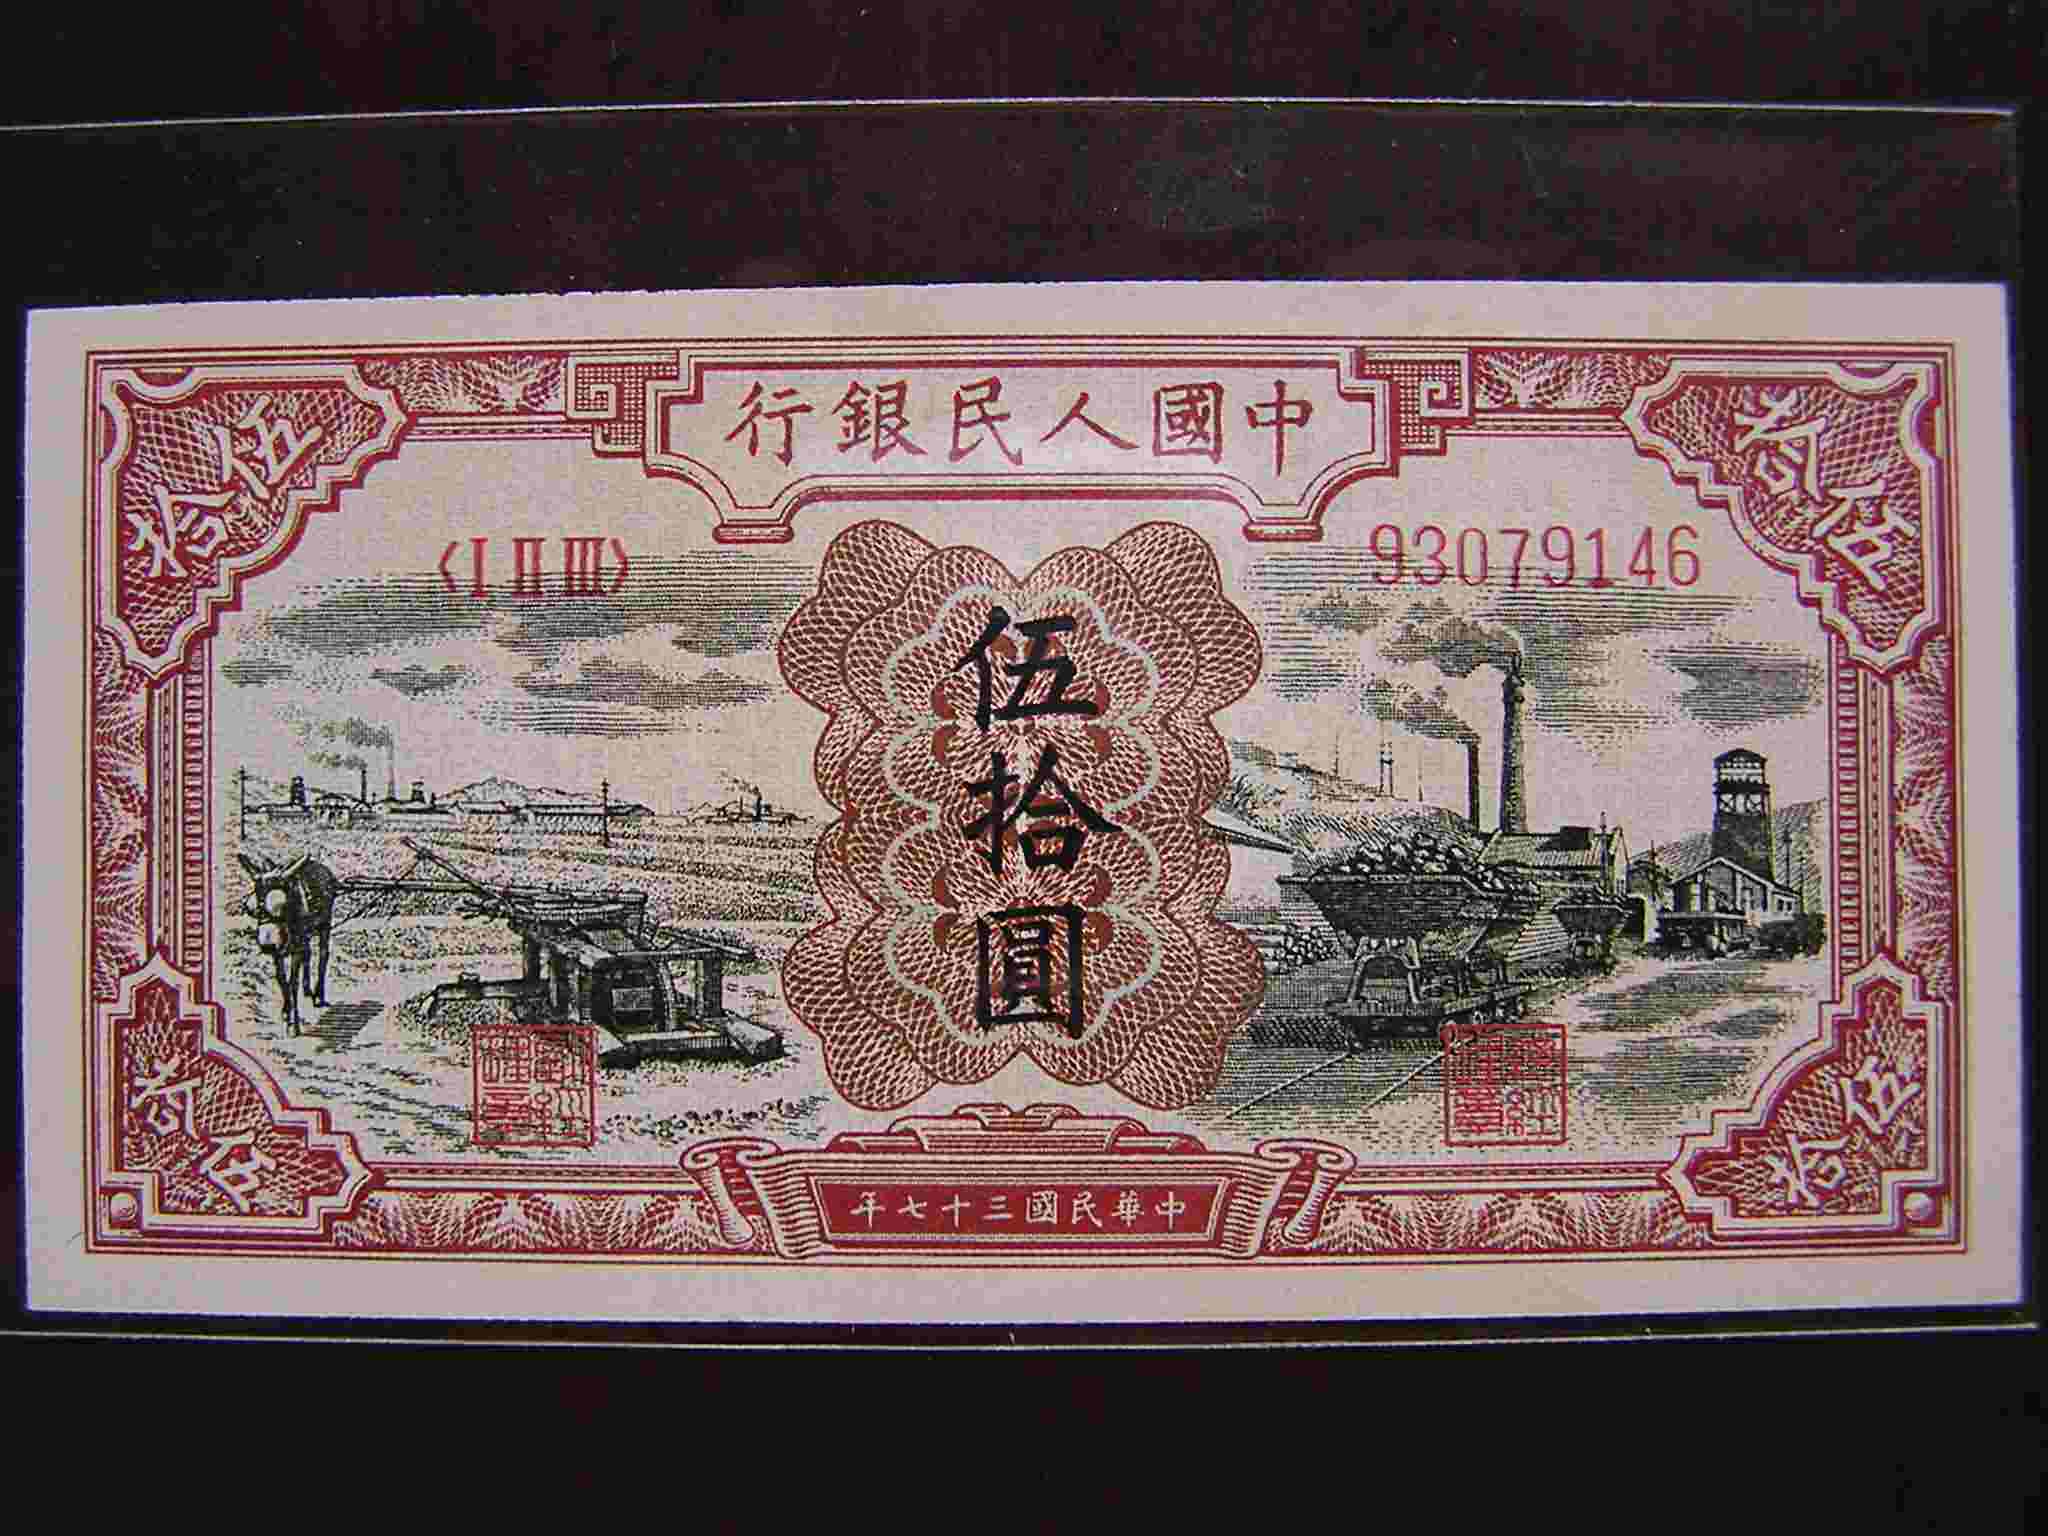 中國人民銀行
伍拾
伍拾
〈I II III〉
93079146
伍
拾
圓
伍拾
伍拾
中華民國三十七年